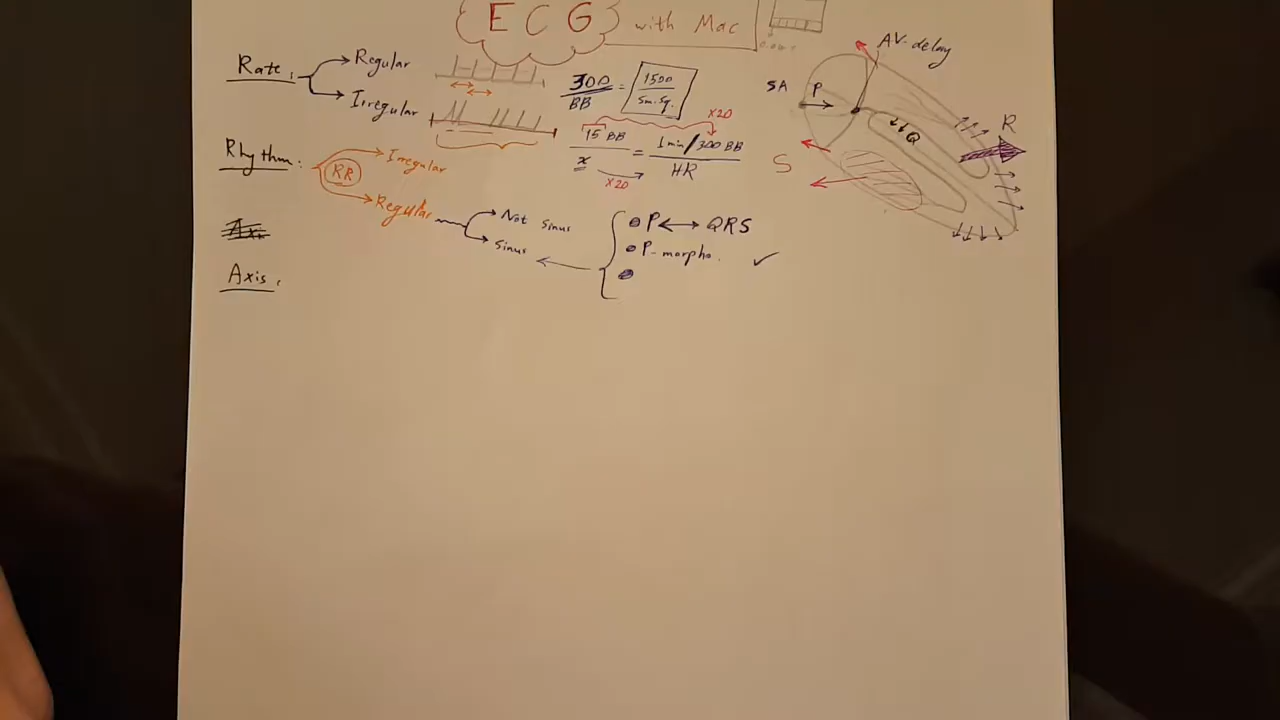 ECG with Mac
Rate: Regular
Irregular
300/BB = 1500/Sm.Sq.
15 BB/x = 1 min/300 BB/HR
x20
x20
Rhythm: RR Irregular
Regular
Not Sinus
Sinus
P ↔ QRS
P-morpho. ✓
Axis:
AV-delay
SA
P
Q
R
S